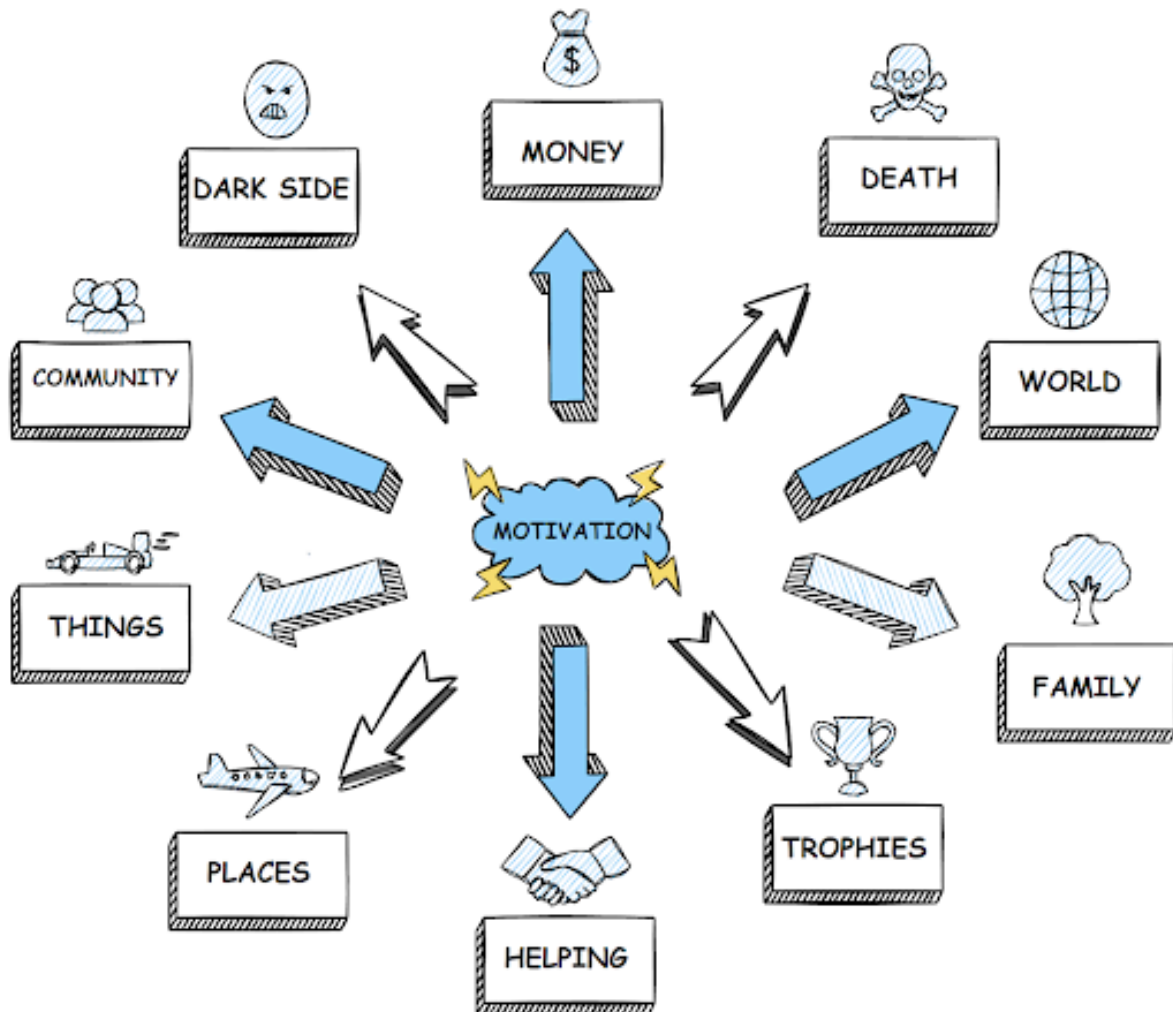 $
MONEY
DEATH
DARK SIDE
WORLD
COMMUNITY
MOTIVATION
THINGS
FAMILY
TROPHIES
PLACES
HELPING